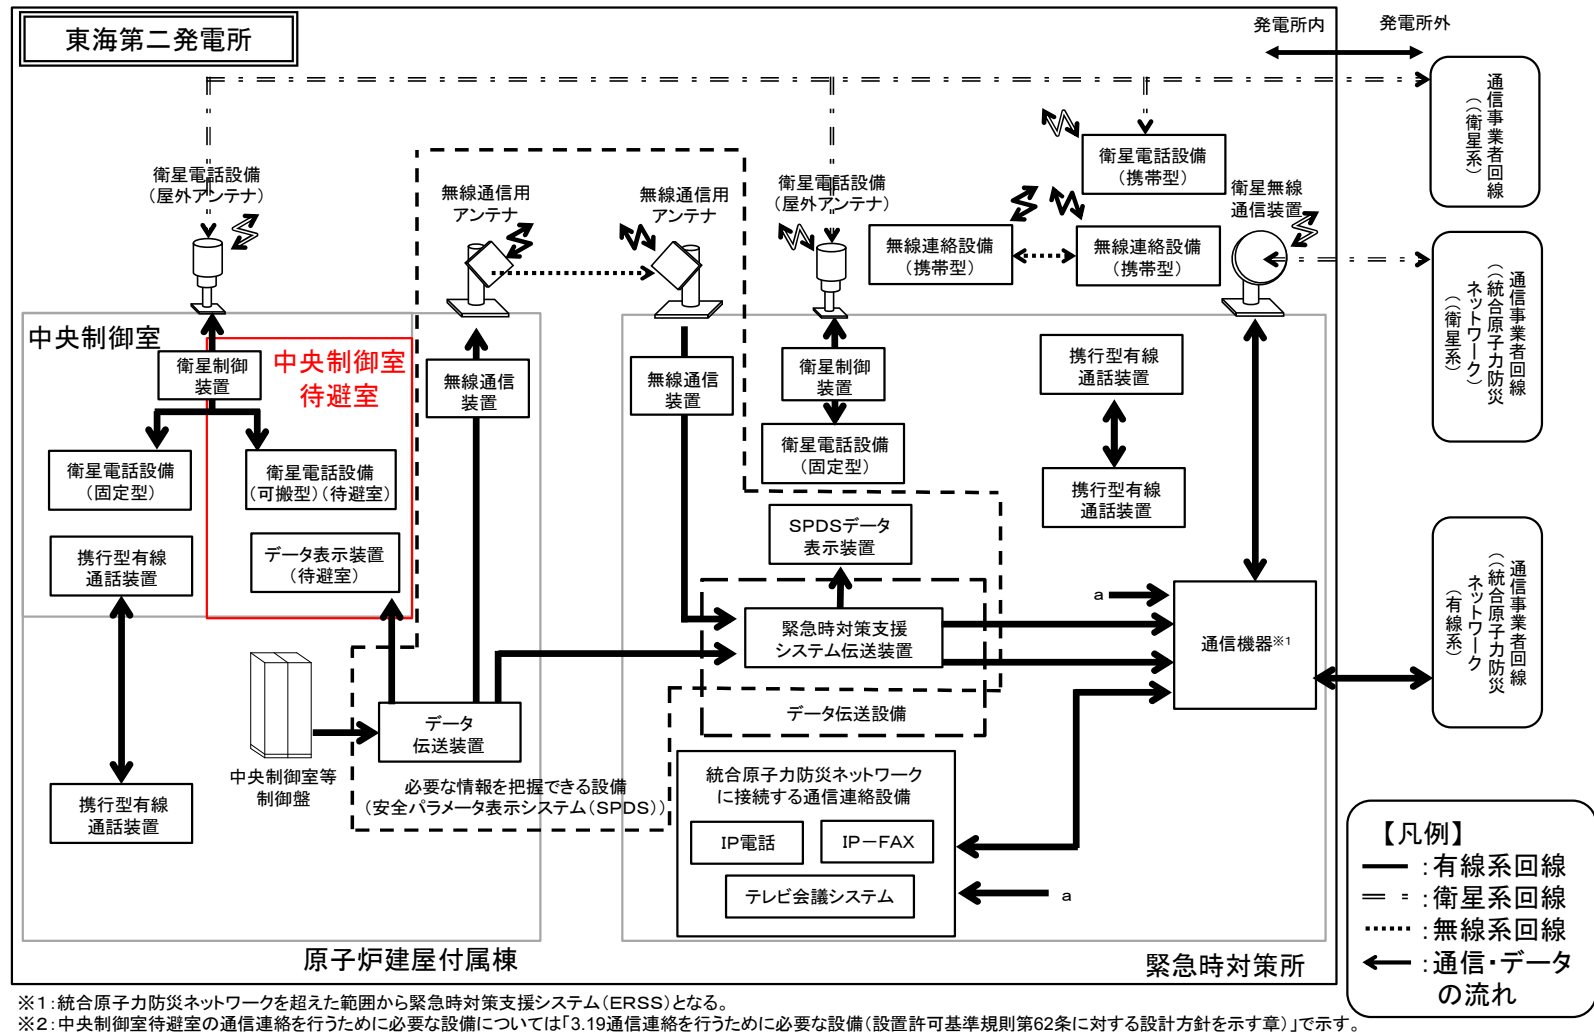 東海第二発電所
発電所内
発電所外
通信事業者回線
(（衛星系）
衛星電話設備
（屋外アンテナ）
無線通信用
アンテナ
無線通信用
アンテナ
衛星電話設備
（屋外アンテナ）
衛星電話設備
（携帯型）
無線連絡設備
（携帯型）
無線連絡設備
（携帯型）
衛星無線
通信装置
通信事業者回線
(（統合原子力防災
ネットワーク）
(（衛星系）
中央制御室
中央制御室
待避室
衛星制御
装置
無線通信
装置
無線通信
装置
衛星制御
装置
携行型有線
通話装置
衛星電話設備
（固定型）
衛星電話設備
（可搬型）（待避室）
衛星電話設備
（固定型）
携行型有線
通話装置
携行型有線
通話装置
データ表示装置
（待避室）
SPDSデータ
表示装置
通信事業者回線
(（統合原子力防災
ネットワーク
（有線系）
a
緊急時対策支援
システム伝送装置
通信機器※1
データ伝送設備
データ
伝送装置
中央制御室等
制御盤
必要な情報を把握できる設備
（安全パラメータ表示システム（SPDS））
携行型有線
通話装置
統合原子力防災ネットワーク
に接続する通信連絡設備
IP電話
IP－FAX
テレビ会議システム
a
原子炉建屋付属棟
緊急時対策所
【凡例】
：有線系回線
：衛星系回線
：無線系回線
：通信・データ
の流れ
※1：統合原子力防災ネットワークを超えた範囲から緊急時対策支援システム（ERSS）となる。
※2：中央制御室待避室の通信連絡を行うために必要な設備については「3.19通信連絡を行うために必要な設備（設置許可基準規則第62条に対する設計方針を示す章）」で示す。